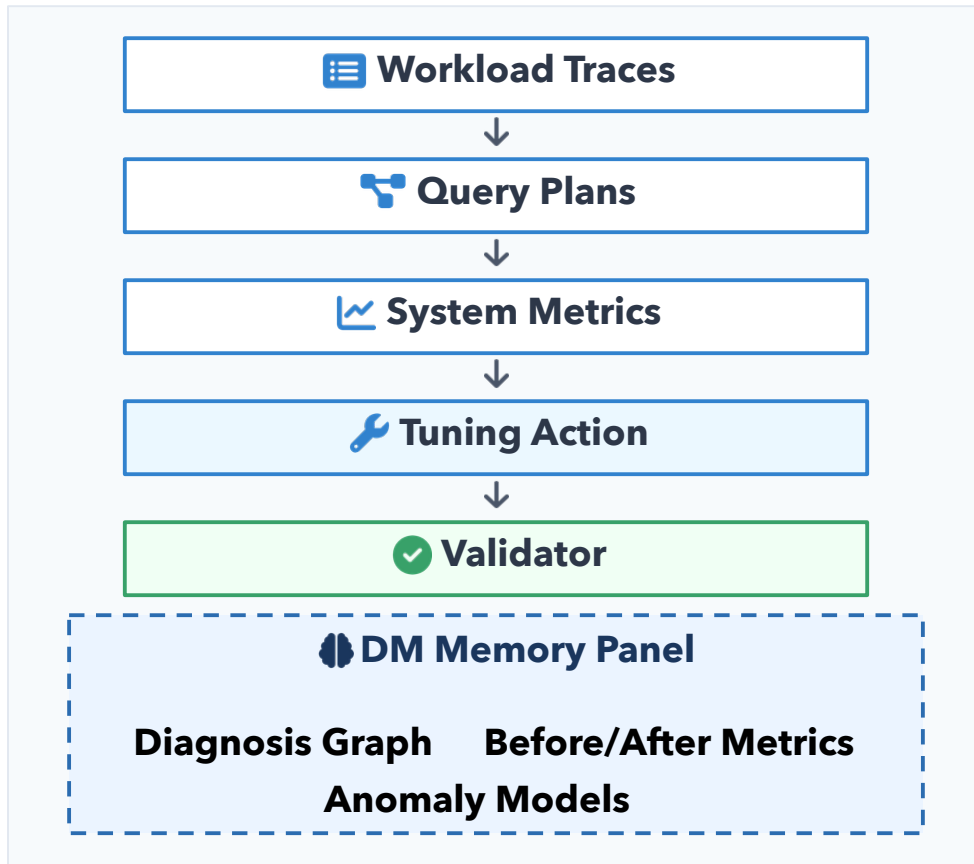 Workload Traces
Query Plans
System Metrics
Tuning Action
Validator
DM Memory Panel
Diagnosis Graph Before/After Metrics
Anomaly Models